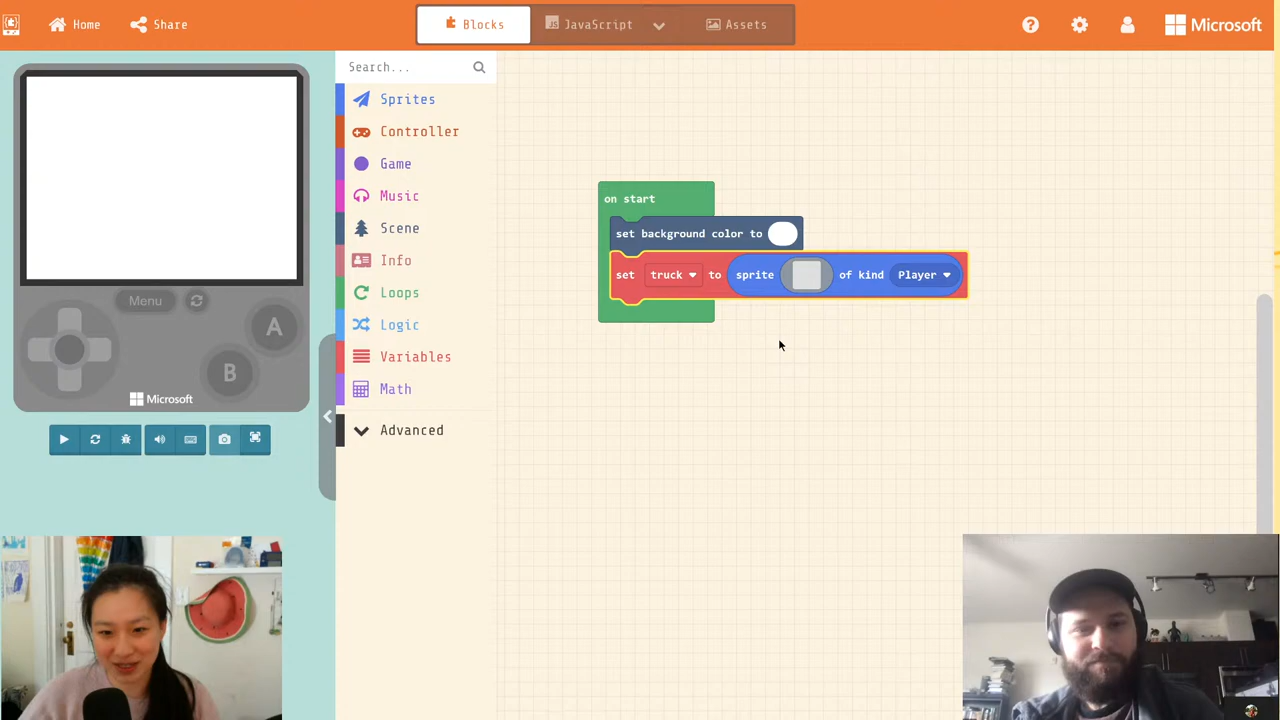 Home
Share
Blocks
JavaScript
Assets
Microsoft
Search...
Sprites
Controller
Game
Music
Scene
Info
Loops
Logic
Variables
Math
Advanced
Menu
A
B
Microsoft
on start
set background color to
set truck to sprite of kind Player